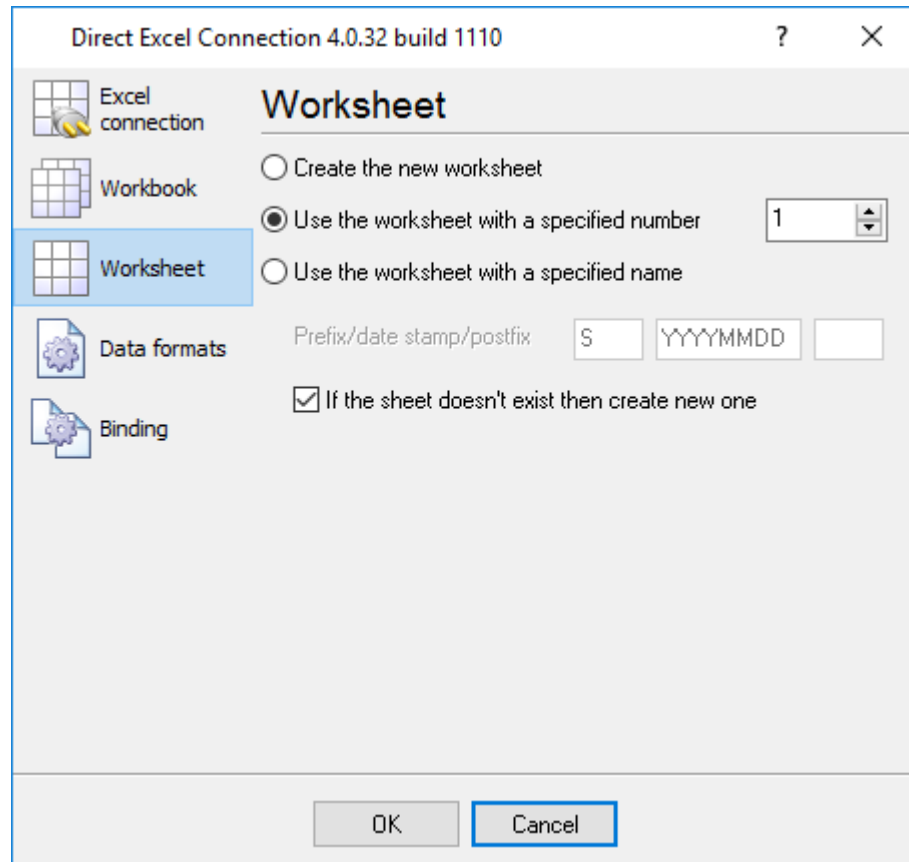 Direct Excel Connection 4.0.32 build 1110 ?
Excel
connection
Workbook
Worksheet
Data formats
Binding
Worksheet
Create the new worksheet
Use the worksheet with a specified number 1
Use the worksheet with a specified name
Prefix/date stamp/postfix S YYYYMMDD
If the sheet doesn't exist then create new one
OK Cancel